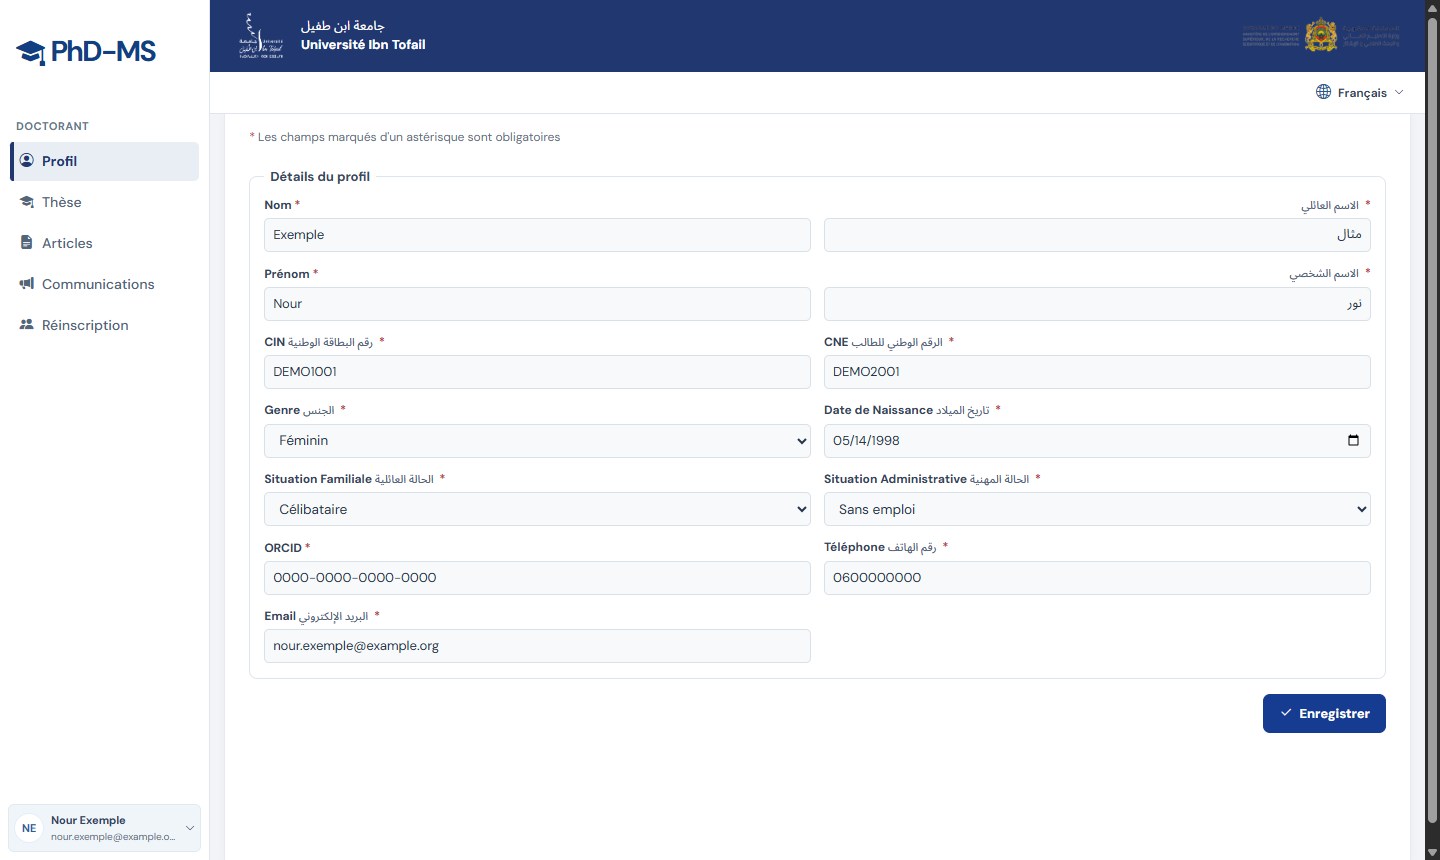 PhD-MS
جامعة ابن طفيل
Université Ibn Tofail
Français
DOCTORANT
Profil
Thèse
Articles
Communications
Réinscription
* Les champs marqués d'un astérisque sont obligatoires
Détails du profil
Nom *
الاسم العائلي *
Exemple
مثال
Prénom *
الاسم الشخصي *
Nour
نور
CIN رقم البطاقة الوطنية *
CNE الرقم الوطني للطالب *
DEMO1001
DEMO2001
Genre الجنس *
Date de Naissance تاريخ الميلاد *
Féminin
05/14/1998
Situation Familiale الحالة العائلية *
Situation Administrative الحالة المهنية *
Célibataire
Sans emploi
ORCID *
Téléphone رقم الهاتف *
0000-0000-0000-0000
0600000000
Email البريد الإلكتروني *
nour.exemple@example.org
Enregistrer
NE
Nour Exemple
nour.exemple@example.o...